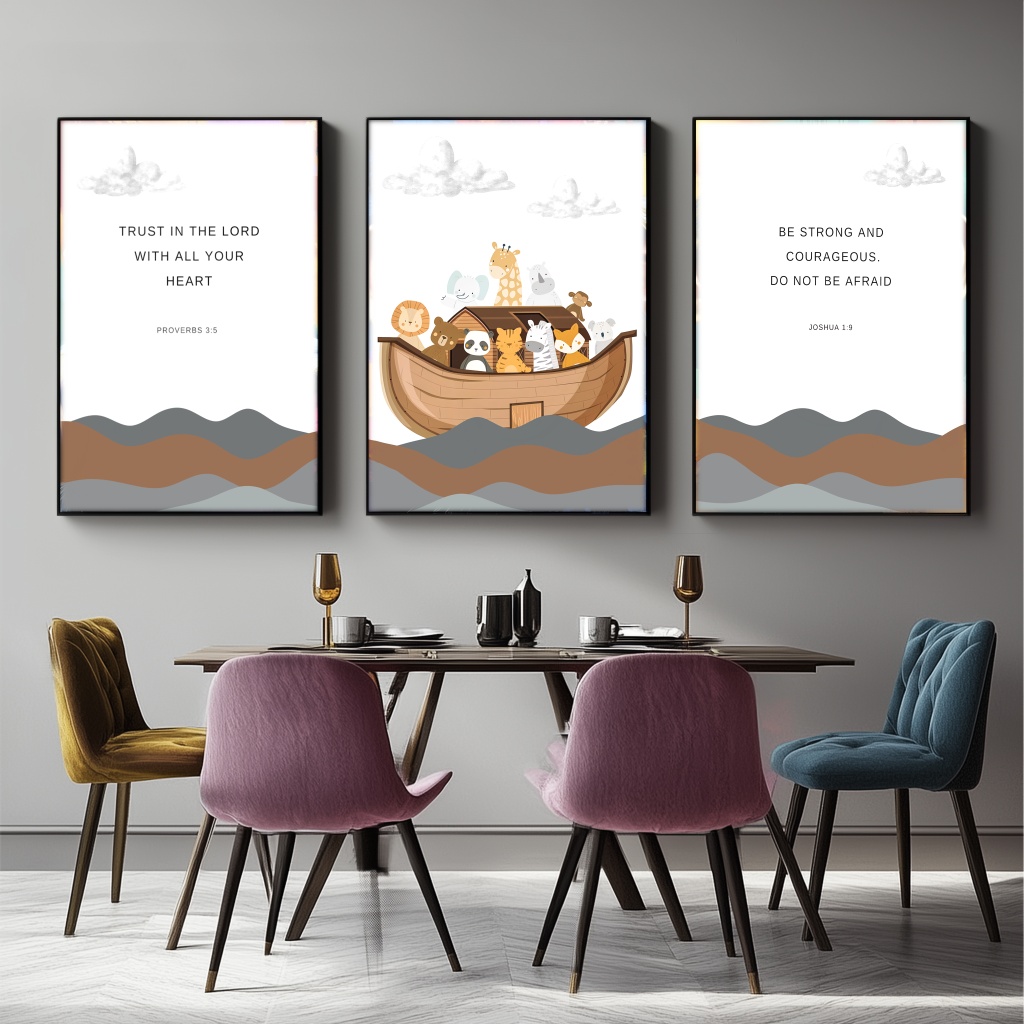 TRUST IN THE LORD
WITH ALL YOUR
HEART
PROVERBS 3:5
BE STRONG AND
COURAGEOUS.
DO NOT BE AFRAID
JOSHUA 1:9